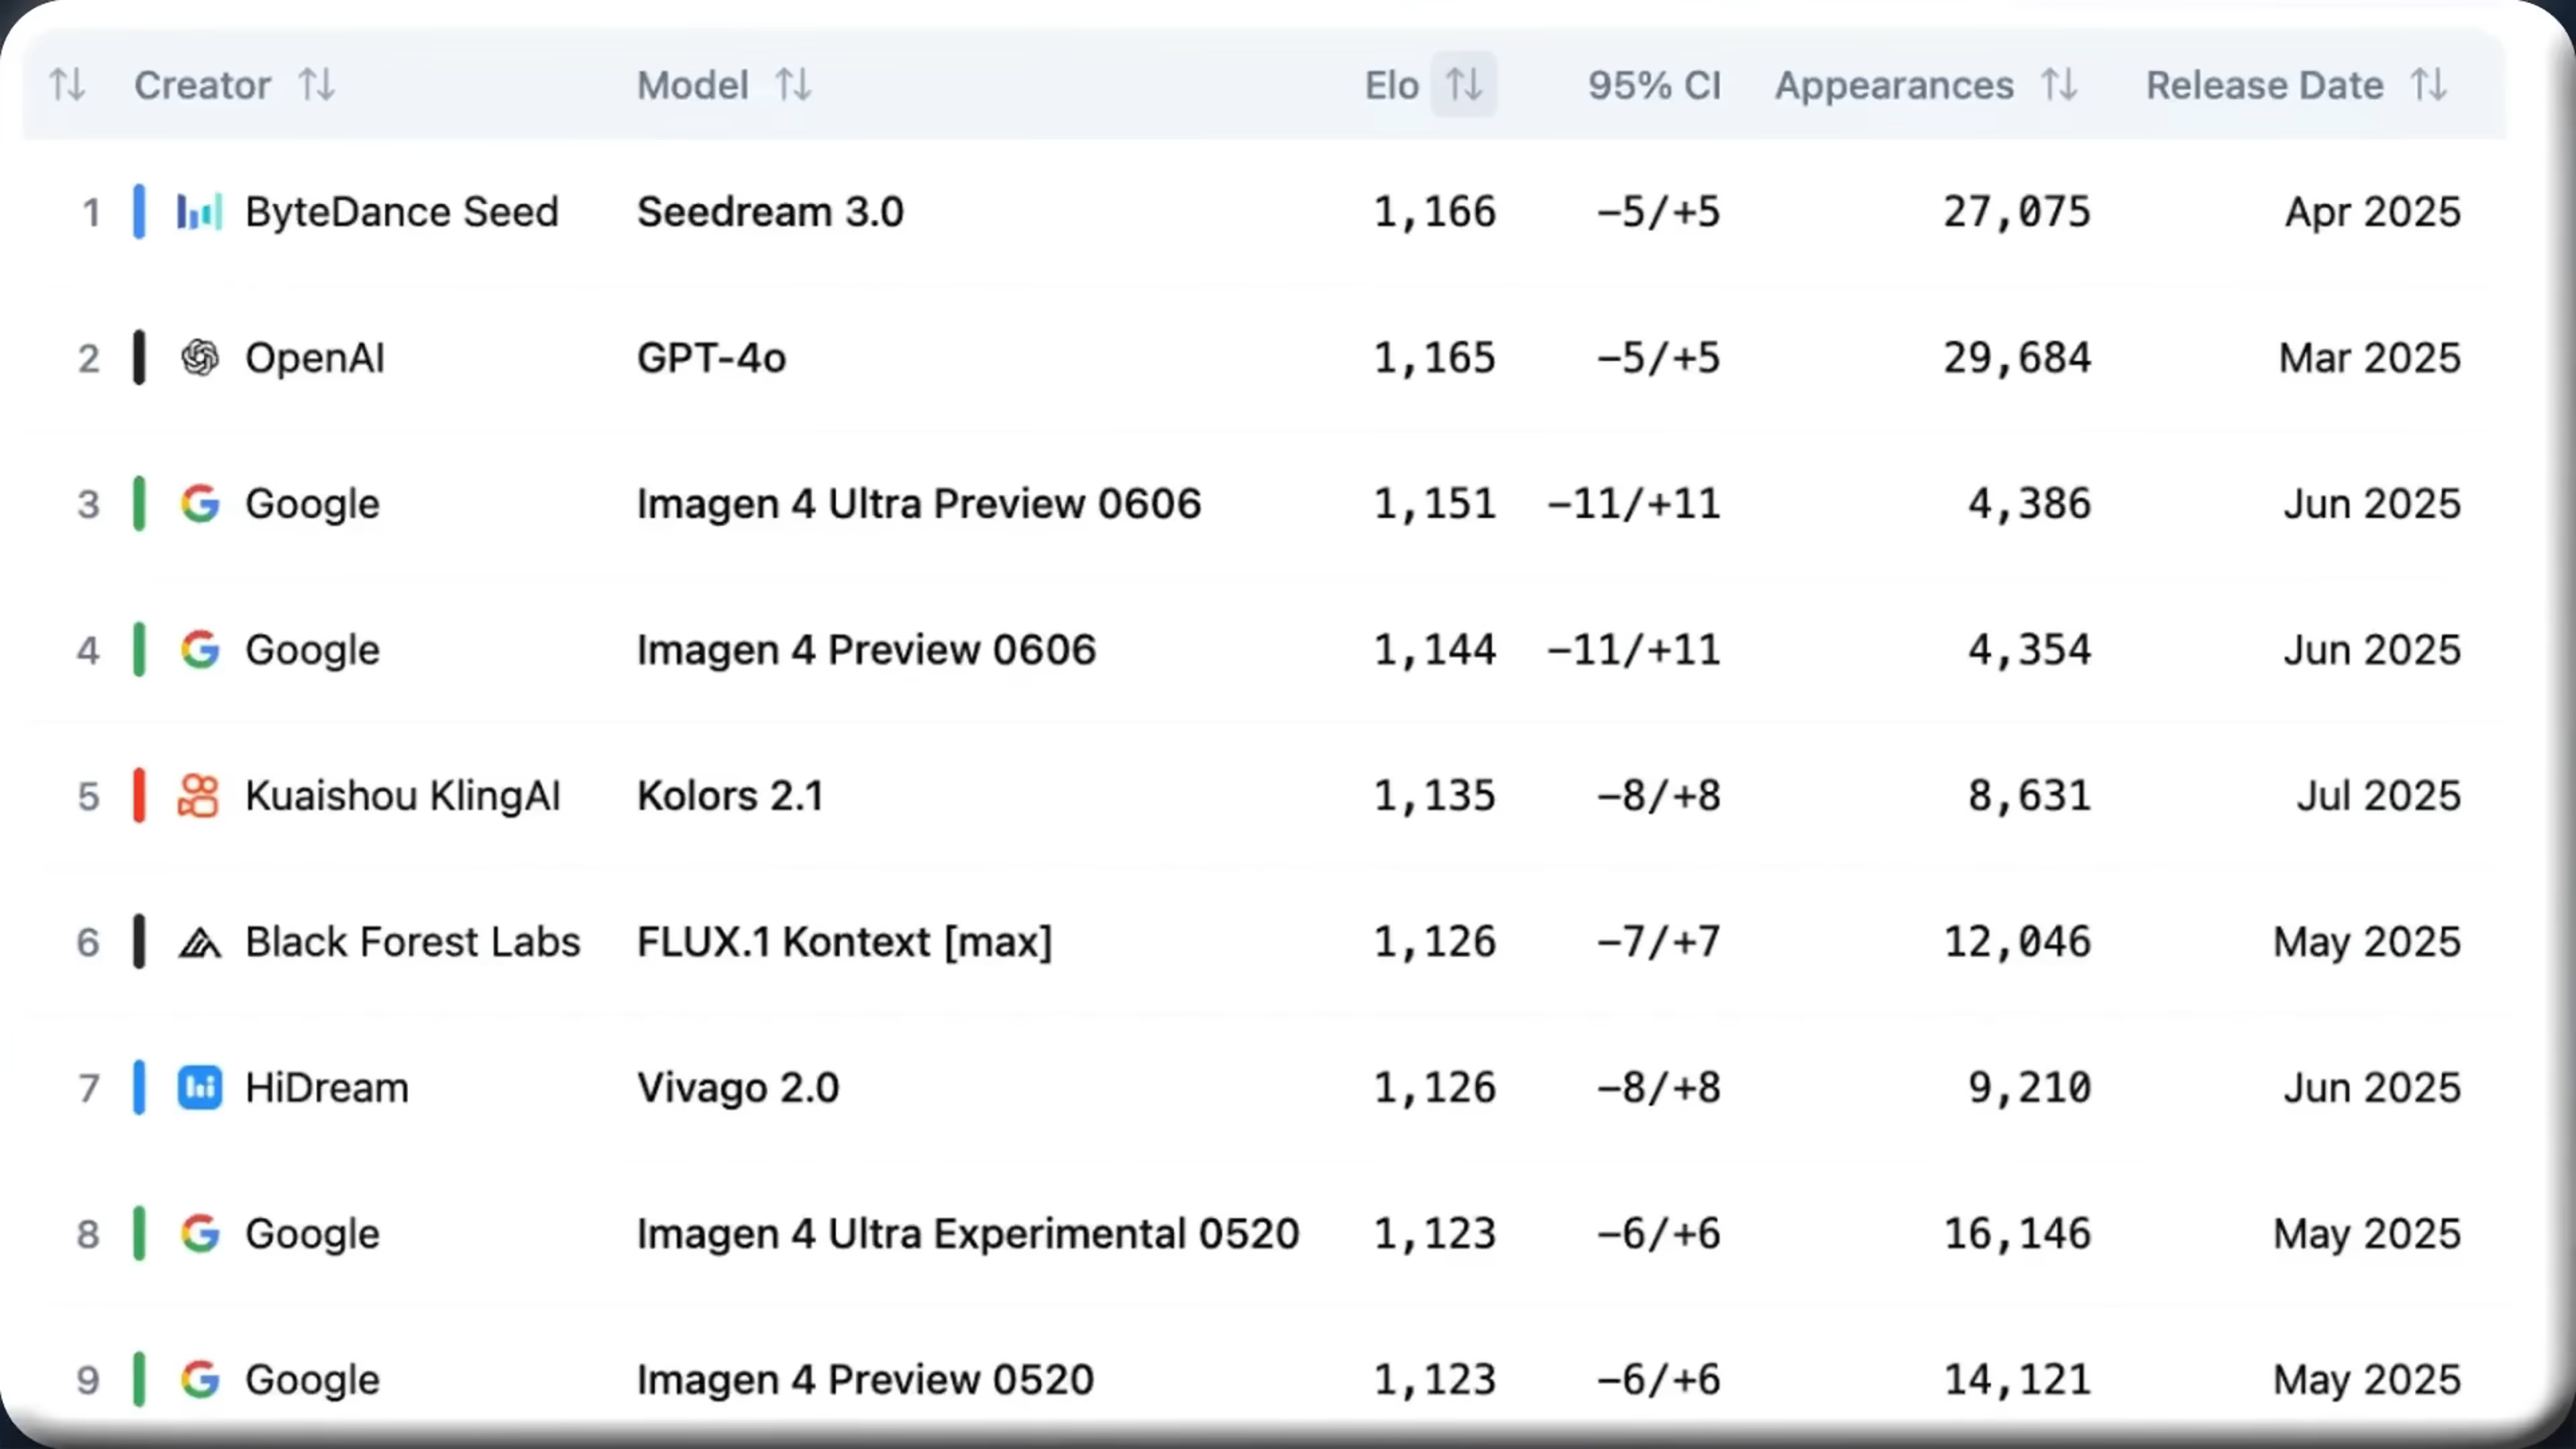 Creator Model Elo 95% CI Appearances Release Date
1 ByteDance Seed Seedream 3.0 1,166 −5/+5 27,075 Apr 2025
2 OpenAI GPT-4o 1,165 −5/+5 29,684 Mar 2025
3 Google Imagen 4 Ultra Preview 0606 1,151 −11/+11 4,386 Jun 2025
4 Google Imagen 4 Preview 0606 1,144 −11/+11 4,354 Jun 2025
5 Kuaishou KlingAI Kolors 2.1 1,135 −8/+8 8,631 Jul 2025
6 Black Forest Labs FLUX.1 Kontext [max] 1,126 −7/+7 12,046 May 2025
7 HiDream Vivago 2.0 1,126 −8/+8 9,210 Jun 2025
8 Google Imagen 4 Ultra Experimental 0520 1,123 −6/+6 16,146 May 2025
9 Google Imagen 4 Preview 0520 1,123 −6/+6 14,121 May 2025